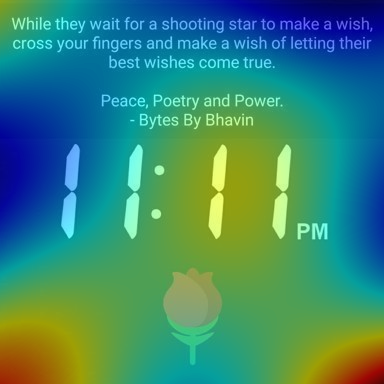 While they wait for a shooting star to make a wish,
cross your fingers and make a wish of letting their
best wishes come true.
Peace, Poetry and Power.
- Bytes By Bhavin
11:11 PM